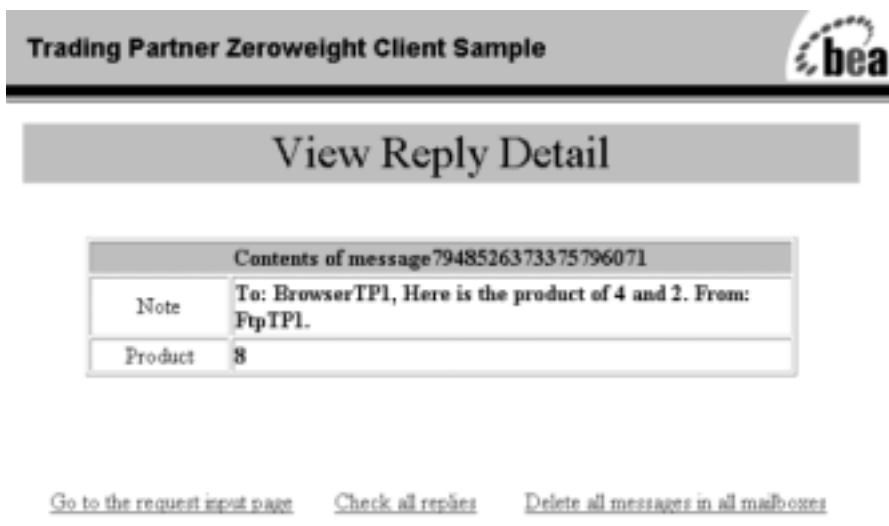 Trading Partner Zeroweight Client Sample
bea
View Reply Detail
Contents of message7948526373375796071
Note
To: BrowserTP1, Here is the product of 4 and 2. From:
FtpTP1.
Product
8
Go to the request input page Check all replies Delete all messages in all mailboxes